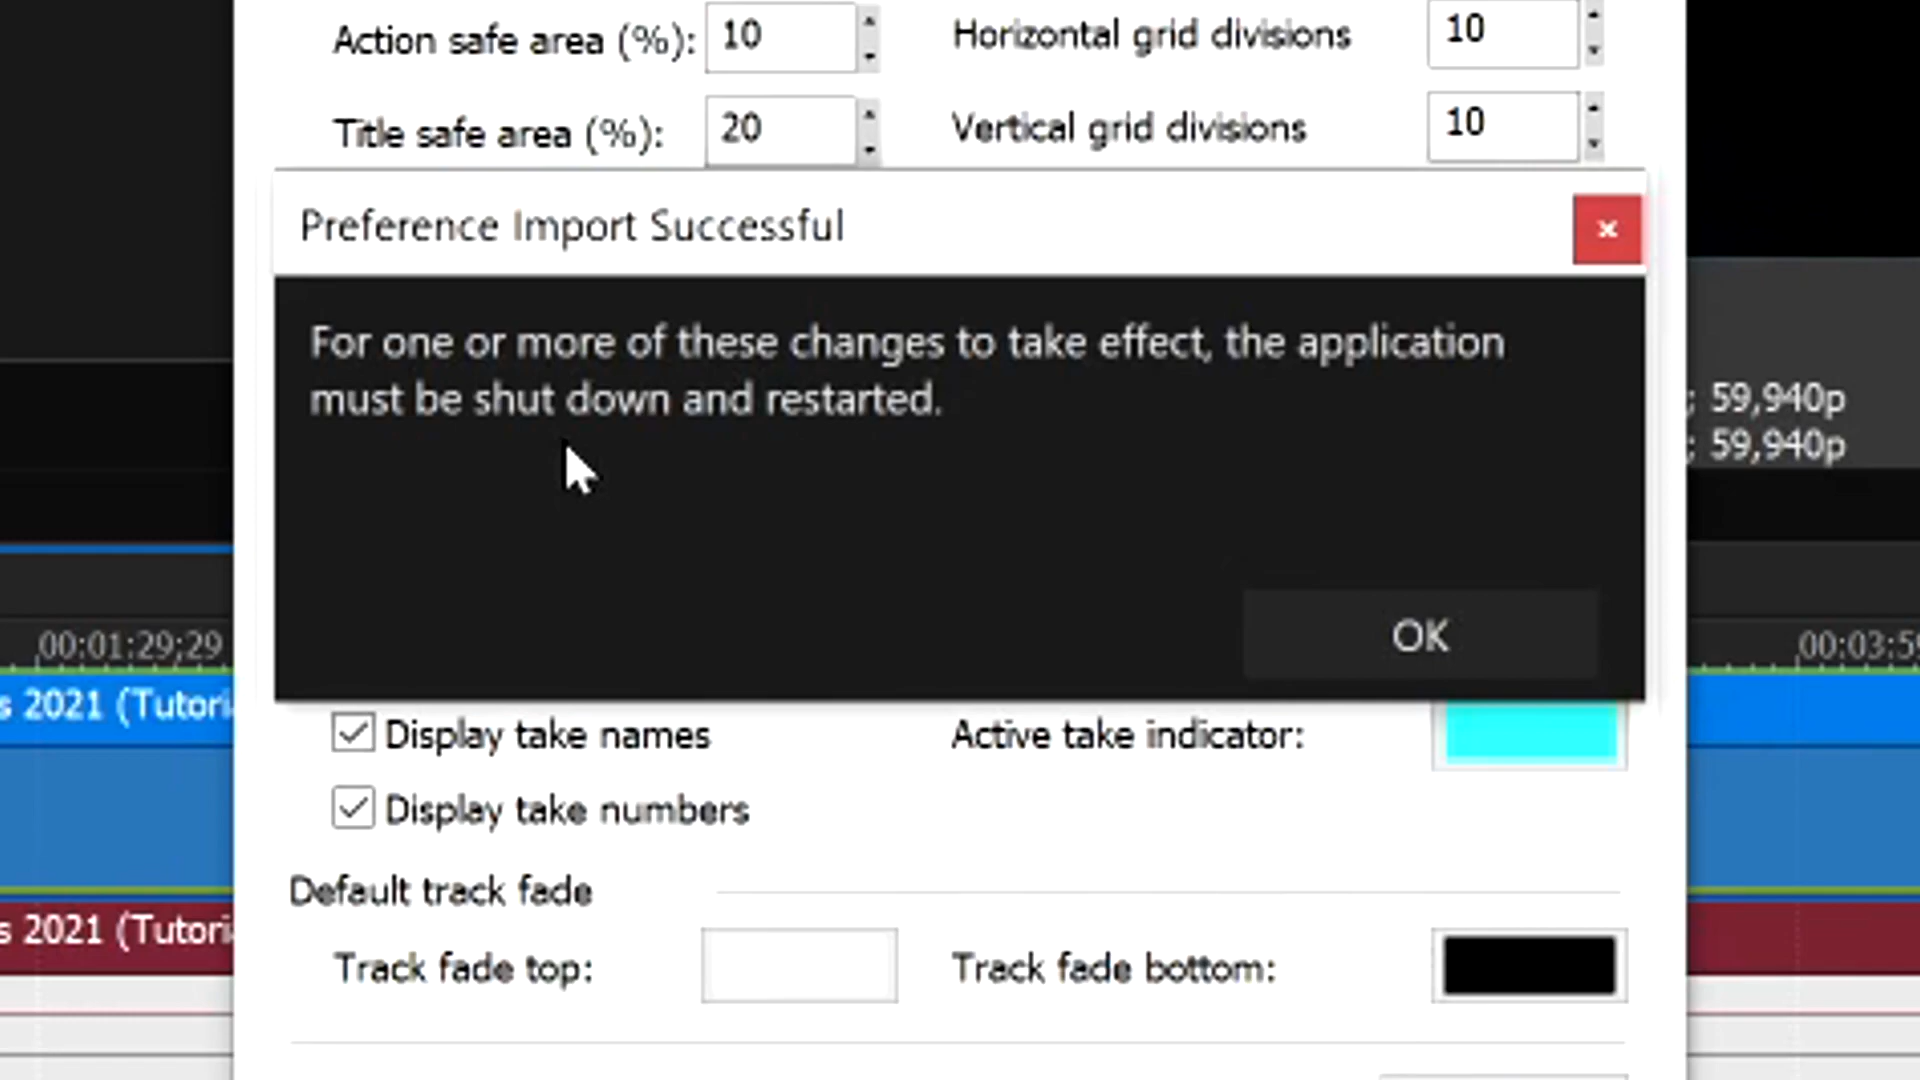 Action safe area (%): 10 Horizontal grid divisions 10
Title safe area (%): 20 Vertical grid divisions 10
Preference Import Successful
For one or more of these changes to take effect, the application
must be shut down and restarted.
; 59,940p
; 59,940p
OK
00:01:29;29
00:03:59
s 2021 (Tutori
Display take names Active take indicator:
Display take numbers
Default track fade
s 2021 (Tutori
Track fade top: Track fade bottom: